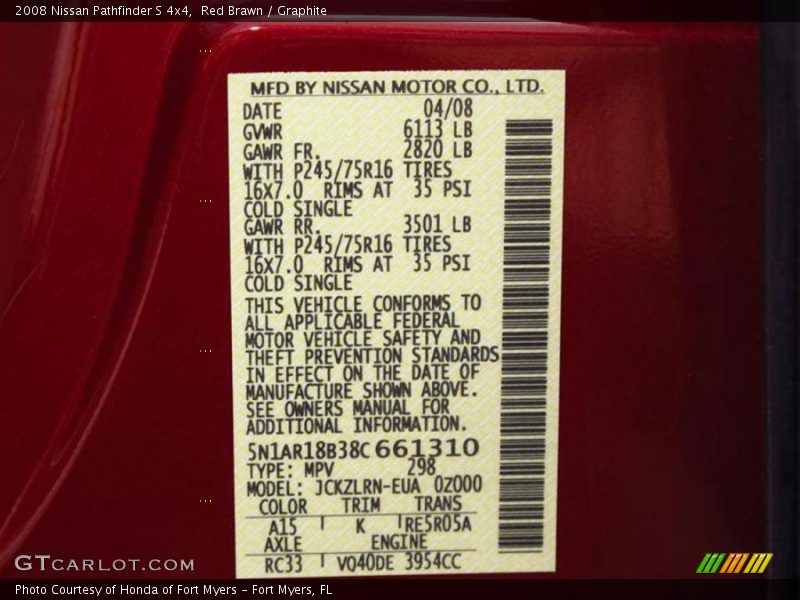 2008 Nissan Pathfinder S 4x4, Red Brawn / Graphite
MFD BY NISSAN MOTOR CO., LTD.
DATE 04/08
GVWR 6113 LB
GAWR FR. 2820 LB
WITH P245/75R16 TIRES
16X7.0 RIMS AT 35 PSI
COLD SINGLE
GAWR RR. 3501 LB
WITH P245/75R16 TIRES
16X7.0 RIMS AT 35 PSI
COLD SINGLE
THIS VEHICLE CONFORMS TO
ALL APPLICABLE FEDERAL
MOTOR VEHICLE SAFETY AND
THEFT PREVENTION STANDARDS
IN EFFECT ON THE DATE OF
MANUFACTURE SHOWN ABOVE.
SEE OWNERS MANUAL FOR
ADDITIONAL INFORMATION.
5N1AR18B38C661310
TYPE: MPV 298
MODEL: JCKZLRN-EUA 0Z000
COLOR TRIM TRANS
A15 K RE5R05A
AXLE ENGINE
RC33 VQ40DE 3954CC
GTCARLOT.COM
Photo Courtesy of Honda of Fort Myers - Fort Myers, FL